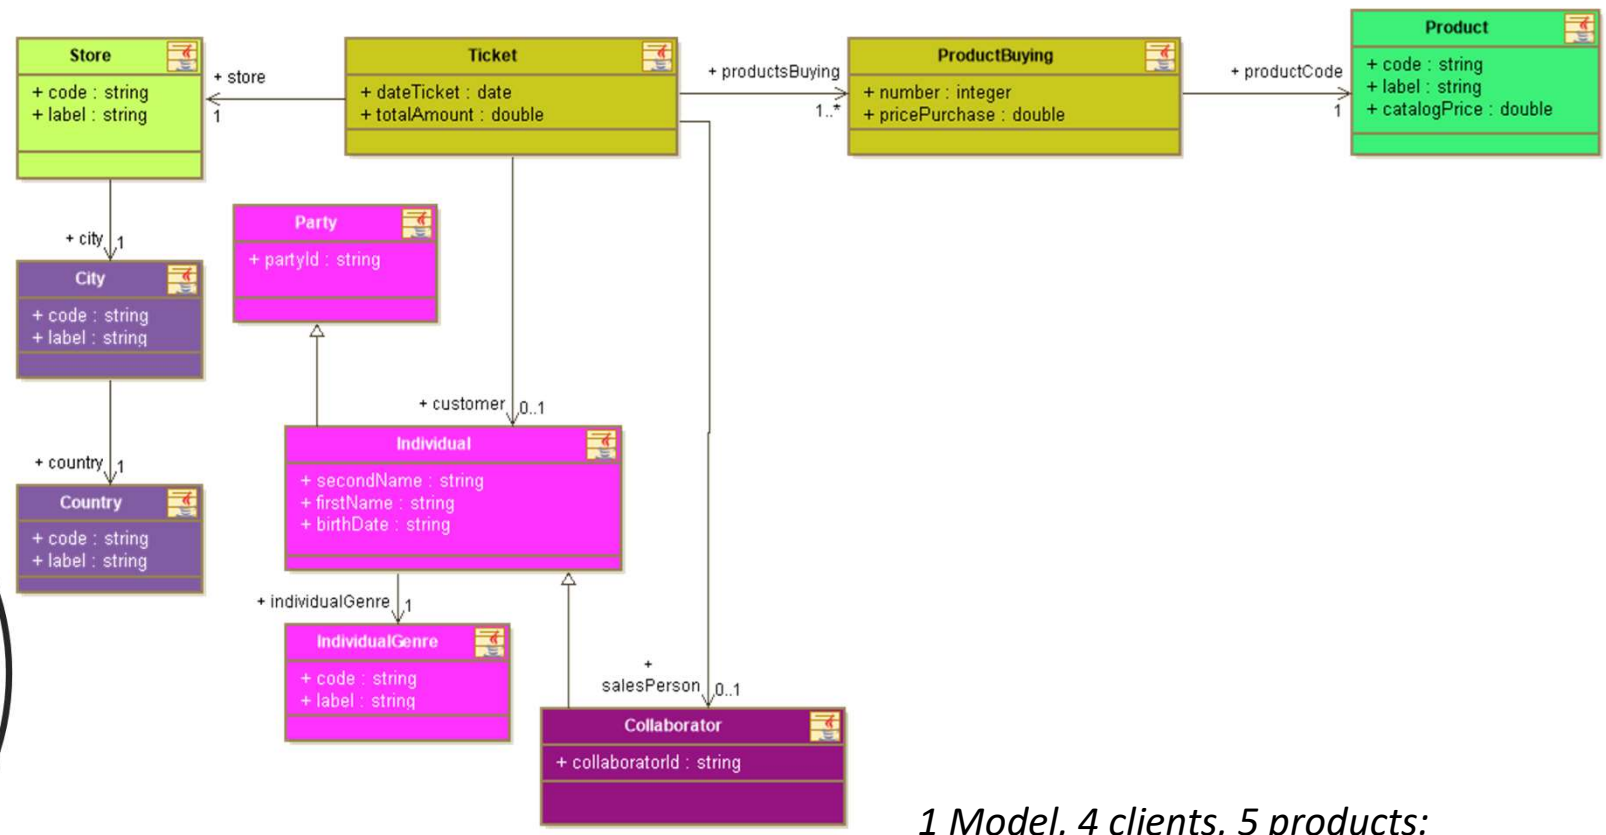 Store
+ code : string
+ label : string
+ store
1
Ticket
+ dateTicket : date
+ totalAmount : double
+ productsBuying
1..*
ProductBuying
+ number : integer
+ pricePurchase : double
+ productCode
1
Product
+ code : string
+ label : string
+ catalogPrice : double
+ city
1
City
+ code : string
+ label : string
+ country
1
Country
+ code : string
+ label : string
Party
+ partyId : string
+ customer
0..1
Individual
+ secondName : string
+ firstName : string
+ birthDate : string
+ individualGenre
1
IndividualGenre
+ code : string
+ label : string
+
salesPerson
0..1
Collaborator
+ collaboratorId : string
1 Model, 4 clients, 5 products: